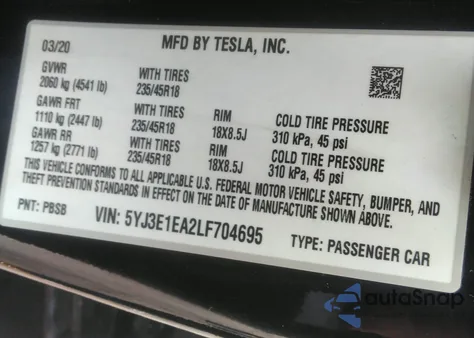 03/20 MFD BY TESLA, INC.
GVWR WITH TIRES
2060 kg (4541 lb) 235/45R18
GAWR FRT WITH TIRES RIM COLD TIRE PRESSURE
1110 kg (2447 lb) 235/45R18 18X8.5J 310 kPa, 45 psi
GAWR RR WITH TIRES RIM COLD TIRE PRESSURE
1257 kg (2771 lb) 235/45R18 18X8.5J 310 kPa, 45 psi
THIS VEHICLE CONFORMS TO ALL APPLICABLE U.S. FEDERAL MOTOR VEHICLE SAFETY, BUMPER, AND
THEFT PREVENTION STANDARDS IN EFFECT ON THE DATE OF MANUFACTURE SHOWN ABOVE.
PNT: PBSB VIN: 5YJ3E1EA2LF704695 TYPE: PASSENGER CAR
autoSnap